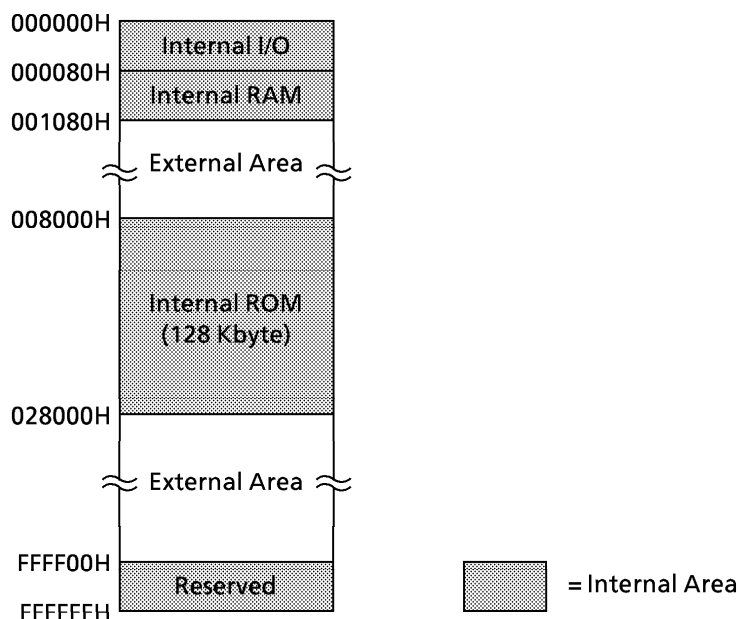 000000H
Internal I/O
000080H
Internal RAM
001080H
External Area
008000H
Internal ROM
(128 Kbyte)
028000H
External Area
FFFF00H
Reserved
FFFFFFH
= Internal Area